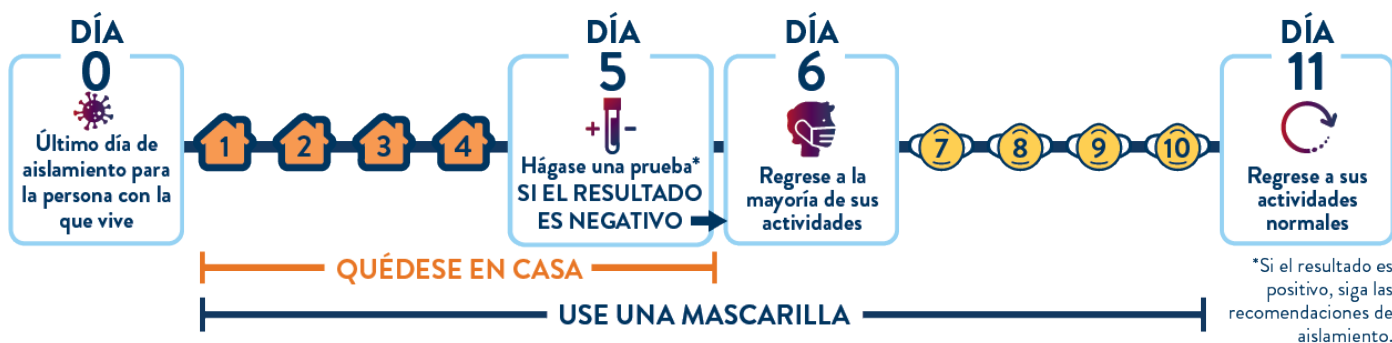 DÍA
0
Último día de
aislamiento para
la persona con la
que vive
1
2
3
4
DÍA
5
+ -
Hágase una prueba*
SI EL RESULTADO
ES NEGATIVO
DÍA
6
Regrese a la
mayoría de sus
actividades
7
8
9
10
DÍA
11
Regrese a sus
actividades
normales
QUÉDESE EN CASA
USE UNA MASCARILLA
*Si el resultado es
positivo, siga las
recomendaciones de
aislamiento.